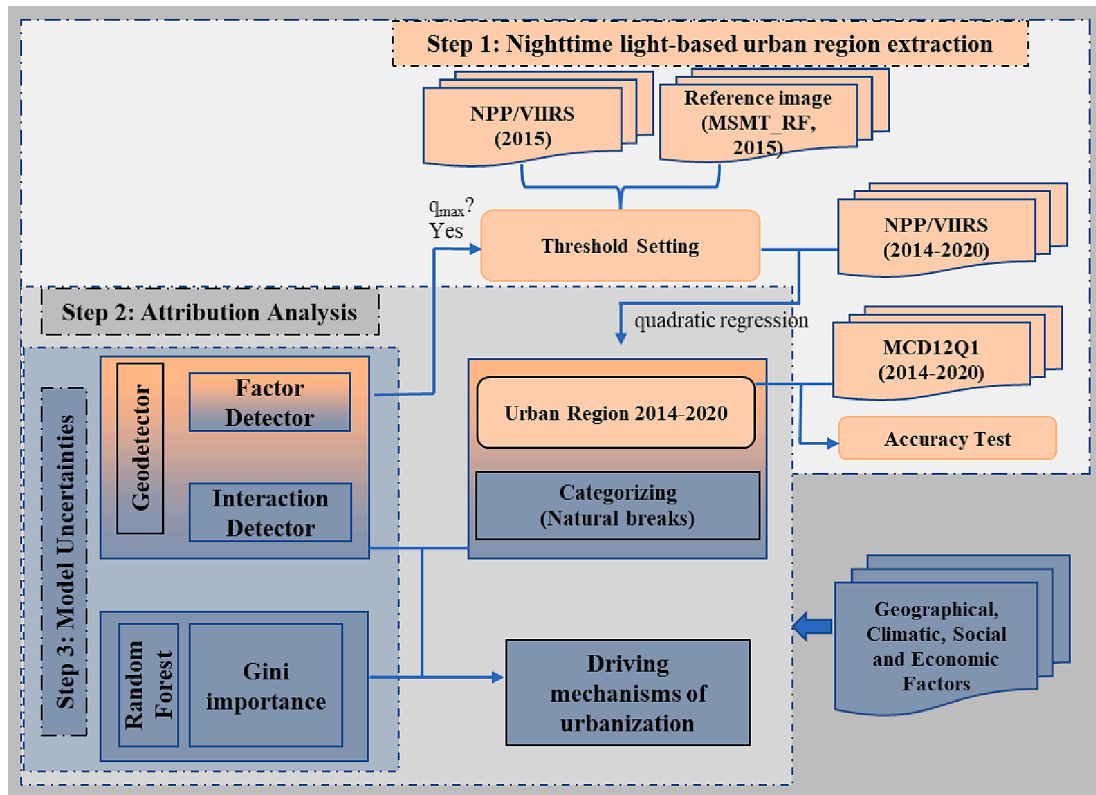 Step 1: Nighttime light-based urban region extraction
NPP/VIIRS
(2015)
Reference image
(MSMT_RF,
2015)
qmax?
Yes
Threshold Setting
NPP/VIIRS
(2014-2020)
quadratic regression
MCD12Q1
(2014-2020)
Accuracy Test
Step 2: Attribution Analysis
Step 3: Model Uncertainties
Geodetector
Factor
Detector
Interaction
Detector
Urban Region 2014-2020
Categorizing
(Natural breaks)
Random
Forest
Gini
importance
Driving
mechanisms of
urbanization
Geographical,
Climatic, Social
and Economic
Factors